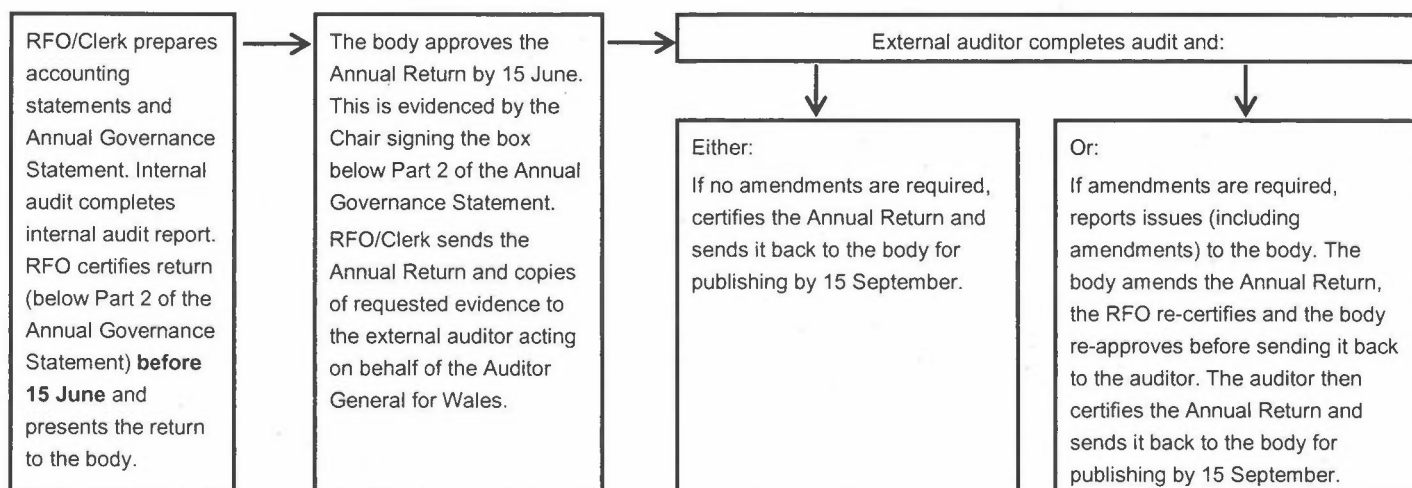 RFO/Clerk prepares
accounting
statements and
Annual Governance
Statement. Internal
audit completes
internal audit report.
RFO certifies return
(below Part 2 of the
Annual Governance
Statement) before
15 June and
presents the return
to the body.
The body approves the
Annual Return by 15 June.
This is evidenced by the
Chair signing the box
below Part 2 of the Annual
Governance Statement.
RFO/Clerk sends the
Annual Return and copies
of requested evidence to
the external auditor acting
on behalf of the Auditor
General for Wales.
External auditor completes audit and:
Either:
If no amendments are required,
certifies the Annual Return and
sends it back to the body for
publishing by 15 September.
Or:
If amendments are required,
reports issues (including
amendments) to the body. The
body amends the Annual Return,
the RFO re-certifies and the body
re-approves before sending it back
to the auditor. The auditor then
certifies the Annual Return and
sends it back to the body for
publishing by 15 September.